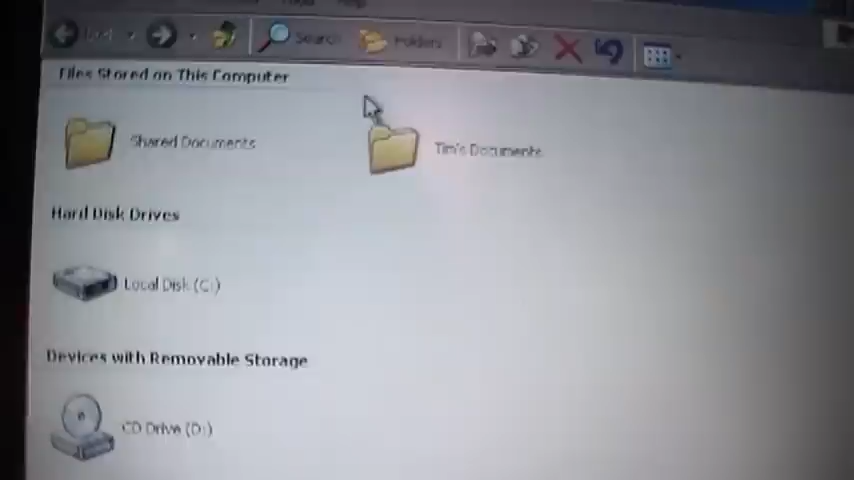 Search
Folders
Files Stored on This Computer
Shared Documents
Tim's Documents
Hard Disk Drives
Local Disk (C:)
Devices with Removable Storage
CD Drive (D:)